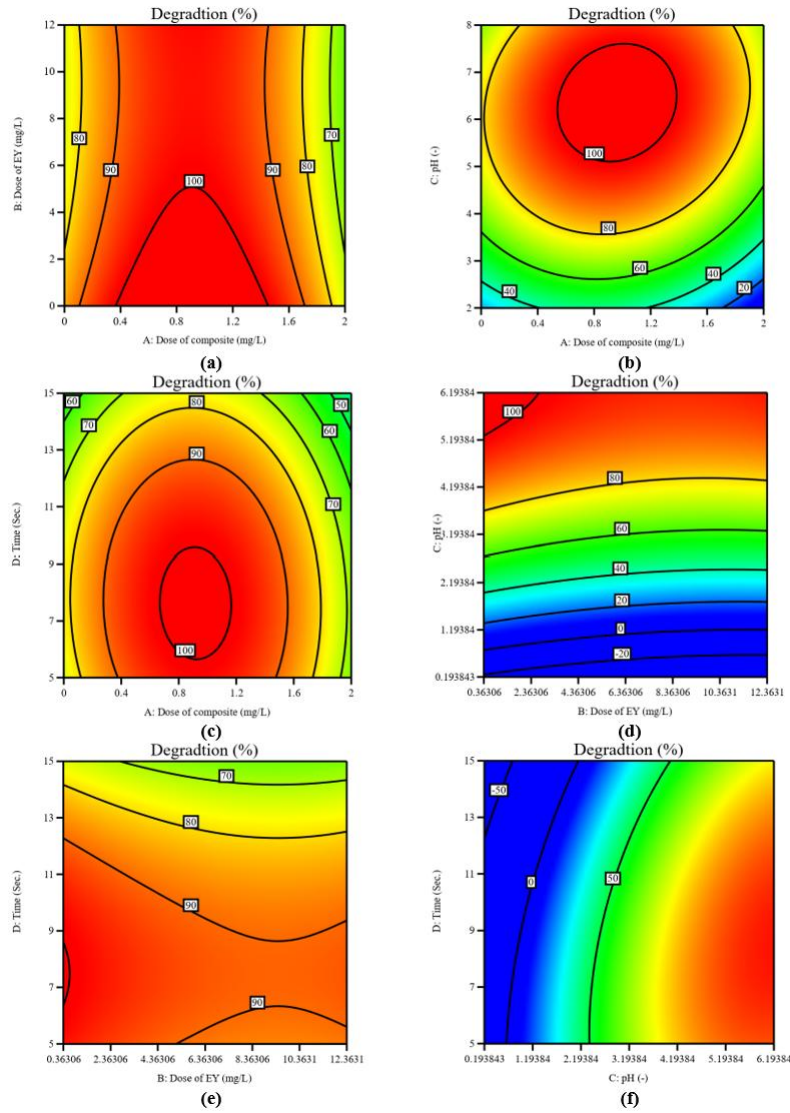 Degradtion (%)
12
10
8
6
4
2
0
B: Dose of EY (mg/L)
80
90
100
90
80
70
0 0.4 0.8 1.2 1.6 2
A: Dose of composite (mg/L)
(a)
Degradtion (%)
8
7
6
5
4
3
2
C: pH (-)
100
80
60
40
40
20
0 0.4 0.8 1.2 1.6 2
A: Dose of composite (mg/L)
(b)
Degradtion (%)
15
13
11
9
7
5
D: Time (Sec.)
60
70
80
90
100
50
60
70
0 0.4 0.8 1.2 1.6 2
A: Dose of composite (mg/L)
(c)
Degradtion (%)
6.19384
5.19384
4.19384
3.19384
2.19384
1.19384
0.193843
C: pH (-)
100
80
60
40
20
0
-20
0.36306 2.36306 4.36306 6.36306 8.36306 10.3631 12.3631
B: Dose of EY (mg/L)
(d)
Degradtion (%)
15
13
11
9
7
5
D: Time (Sec.)
70
80
90
90
0.36306 2.36306 4.36306 6.36306 8.36306 10.3631 12.3631
B: Dose of EY (mg/L)
(e)
Degradtion (%)
15
13
11
9
7
5
D: Time (Sec.)
-50
0
50
0.193843 1.19384 2.19384 3.19384 4.19384 5.19384 6.19384
C: pH (-)
(f)